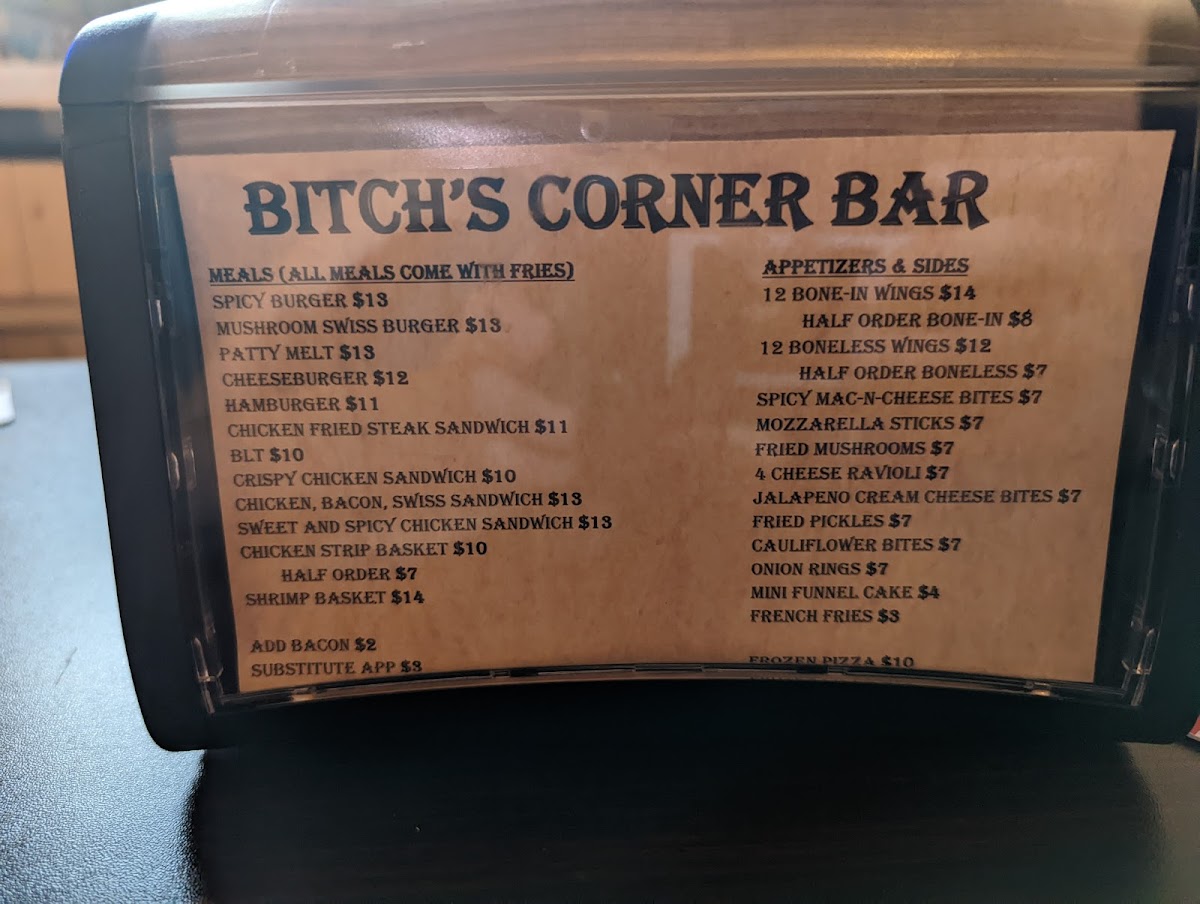 BITCH'S CORNER BAR
MEALS (ALL MEALS COME WITH FRIES)
SPICY BURGER $13
MUSHROOM SWISS BURGER $13
PATTY MELT $13
CHEESEBURGER $12
HAMBURGER $11
CHICKEN FRIED STEAK SANDWICH $11
BLT $10
CRISPY CHICKEN SANDWICH $10
CHICKEN, BACON, SWISS SANDWICH $13
SWEET AND SPICY CHICKEN SANDWICH $13
CHICKEN STRIP BASKET $10
HALF ORDER $7
SHRIMP BASKET $14
ADD BACON $2
SUBSTITUTE APP $3
APPETIZERS & SIDES
12 BONE-IN WINGS $14
HALF ORDER BONE-IN $8
12 BONELESS WINGS $12
HALF ORDER BONELESS $7
SPICY MAC-N-CHEESE BITES $7
MOZZARELLA STICKS $7
FRIED MUSHROOMS $7
4 CHEESE RAVIOLI $7
JALAPENO CREAM CHEESE BITES $7
FRIED PICKLES $7
CAULIFLOWER BITES $7
ONION RINGS $7
MINI FUNNEL CAKE $4
FRENCH FRIES $3
FROZEN PIZZA $10